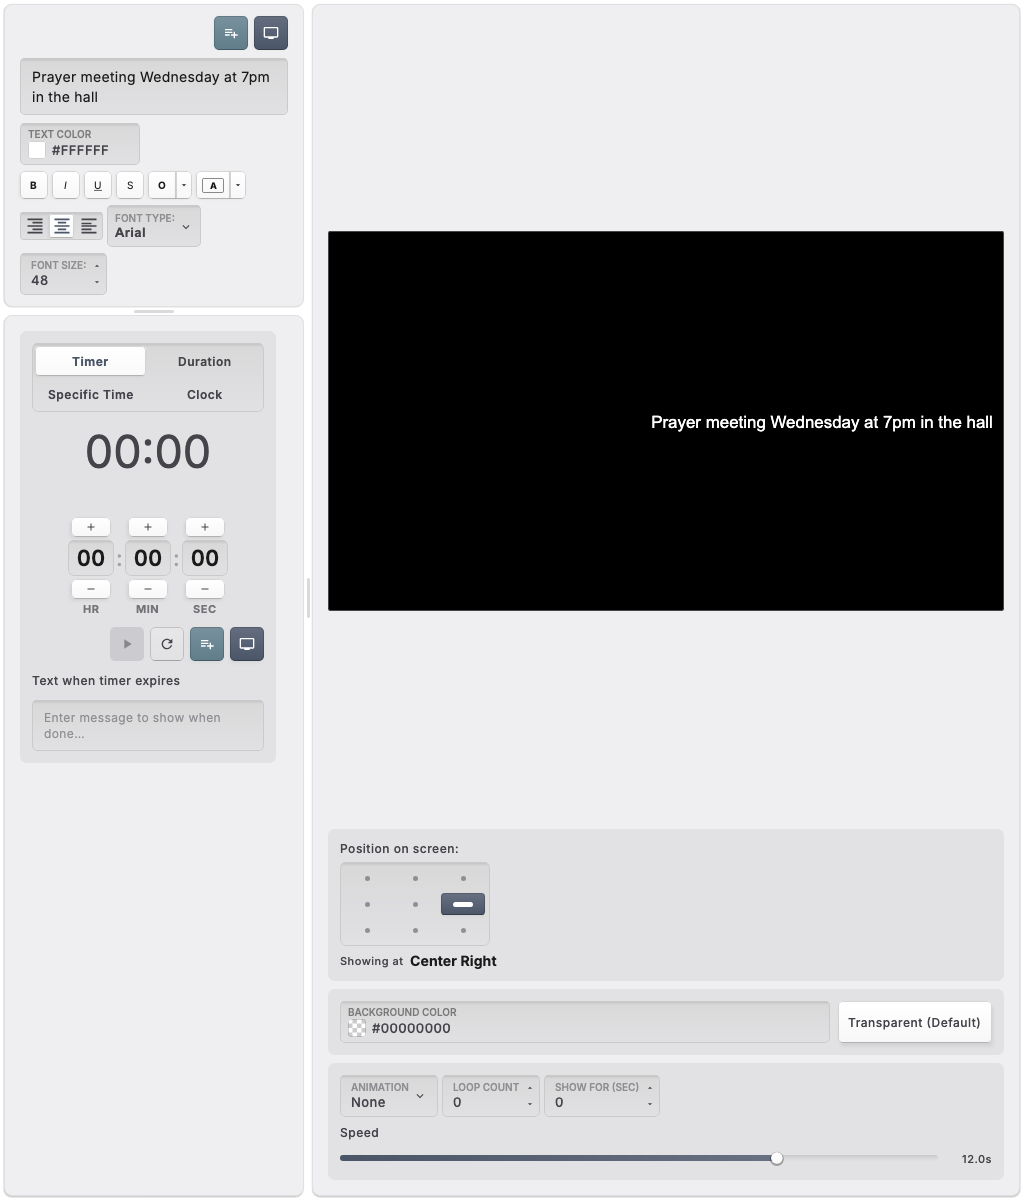 Prayer meeting Wednesday at 7pm
in the hall
TEXT COLOR
#FFFFFF
B I U S O A
FONT TYPE:
Arial
FONT SIZE:
48
Timer Duration
Specific Time Clock
00:00
+ + +
00 : 00 : 00
− − −
HR MIN SEC
Text when timer expires
Enter message to show when
done...
Prayer meeting Wednesday at 7pm in the hall
Position on screen:
Showing at Center Right
BACKGROUND COLOR
#00000000
Transparent (Default)
ANIMATION
None
LOOP COUNT
0
SHOW FOR (SEC)
0
Speed
12.0s